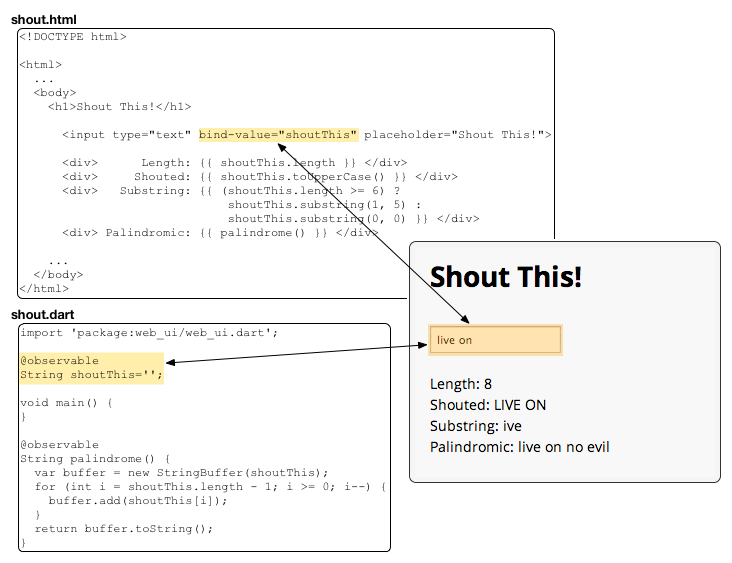 shout.html
<!DOCTYPE html>
<html>
...
<body>
<h1>Shout This!</h1>
<input type="text" bind-value="shoutThis" placeholder="Shout This!">
<div> Length: {{ shoutThis.length }} </div>
<div> Shouted: {{ shoutThis.toUpperCase() }} </div>
<div> Substring: {{ (shoutThis.length >= 6) ?
shoutThis.substring(1, 5) :
shoutThis.substring(0, 0) }} </div>
<div> Palindromic: {{ palindrome() }} </div>
...
</body>
</html>
shout.dart
import 'package:web_ui/web_ui.dart';
@observable
String shoutThis='';
void main() {
}
@observable
String palindrome() {
var buffer = new StringBuffer(shoutThis);
for (int i = shoutThis.length - 1; i >= 0; i--) {
buffer.add(shoutThis[i]);
}
return buffer.toString();
}
Shout This!
live on
Length: 8
Shouted: LIVE ON
Substring: ive
Palindromic: live on no evil